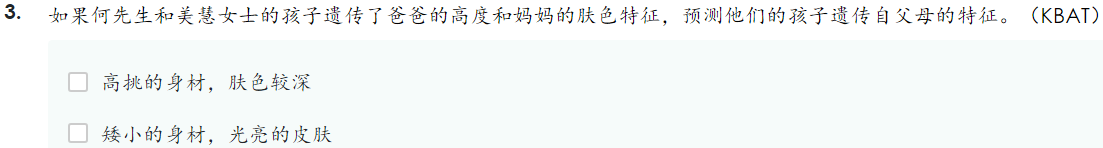 3. 如果何先生和美慧女士的孩子遗传了爸爸的高度和妈妈的肤色特征，预测他们的孩子遗传自父母的特征。（KBAT）
高挑的身材，肤色较深
矮小的身材，光亮的皮肤